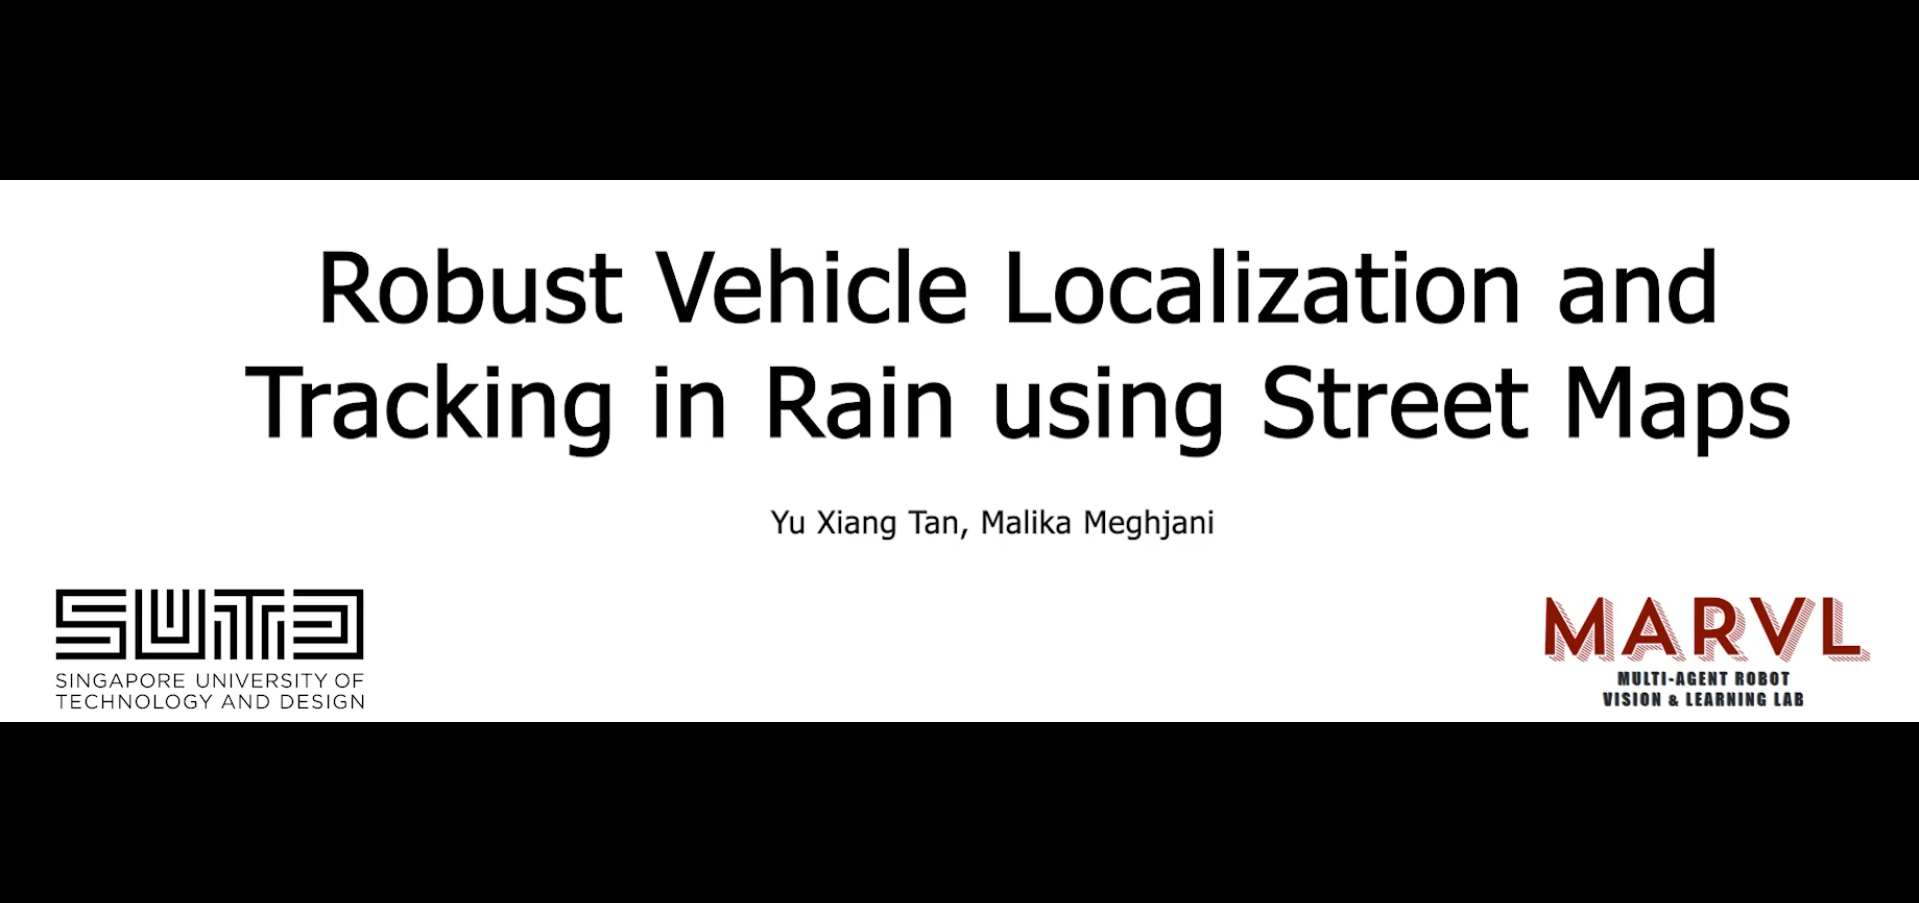 Robust Vehicle Localization and
Tracking in Rain using Street Maps
Yu Xiang Tan, Malika Meghjani
SUTD
SINGAPORE UNIVERSITY OF
TECHNOLOGY AND DESIGN
MARVL
MULTI-AGENT ROBOT
VISION & LEARNING LAB